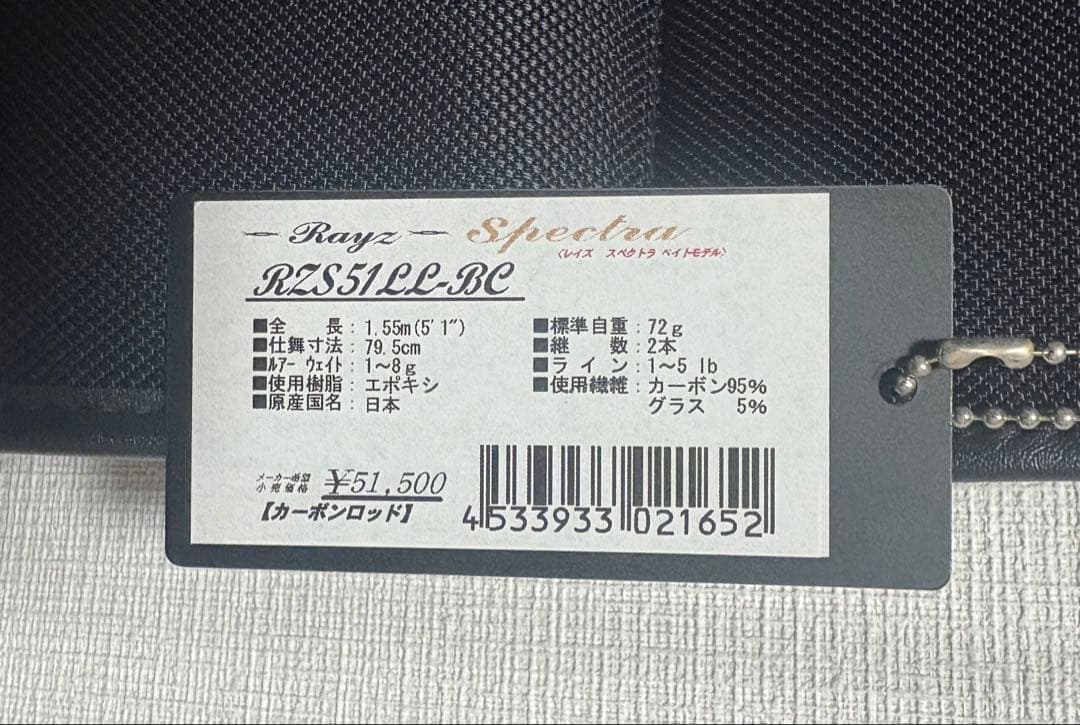 Rayz Spectra
〈レイズ スペクトラ ベイトモデル〉
RZS51LL-BC
■全 長：1.55m(5'1") ■標準自重：72g
■仕舞寸法：79.5cm ■継 数：2本
■ルアー ウェイト：1〜8g ■ライン：1〜5 lb
■使用樹脂：エポキシ ■使用繊維：カーボン95%
■原産国名：日本 グラス 5%
メーカー希望
小売価格 ¥51,500
【カーボンロッド】
4 533933 021652